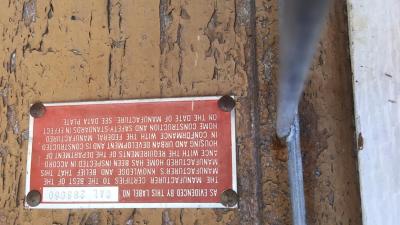 AS EVIDENCED BY THIS LABEL NO. CAL 288060
THE MANUFACTURER CERTIFIES TO THE BEST OF THE
MANUFACTURER'S KNOWLEDGE AND BELIEF THAT THIS
MANUFACTURED HOME HAS BEEN INSPECTED IN ACCORD-
ANCE WITH THE REQUIREMENTS OF THE DEPARTMENT OF
HOUSING AND URBAN DEVELOPMENT AND IS CONSTRUCTED
IN CONFORMANCE WITH THE FEDERAL MANUFACTURED
HOME CONSTRUCTION AND SAFETY STANDARDS IN EFFECT
ON THE DATE OF MANUFACTURE. SEE DATA PLATE.